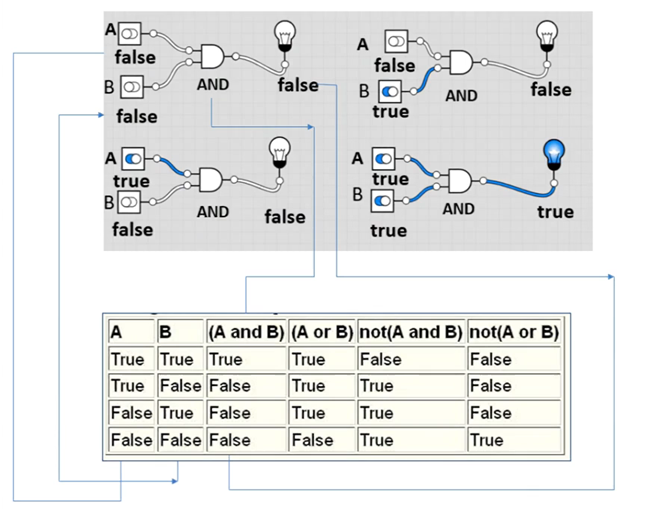 A
false
B
false
AND
false
A
false
B
true
AND
false
A
true
B
false
AND
false
A
true
B
true
AND
true
A B (A and B) (A or B) not(A and B) not(A or B)
True True True True False False
True False False True True False
False True False True True False
False False False False True True